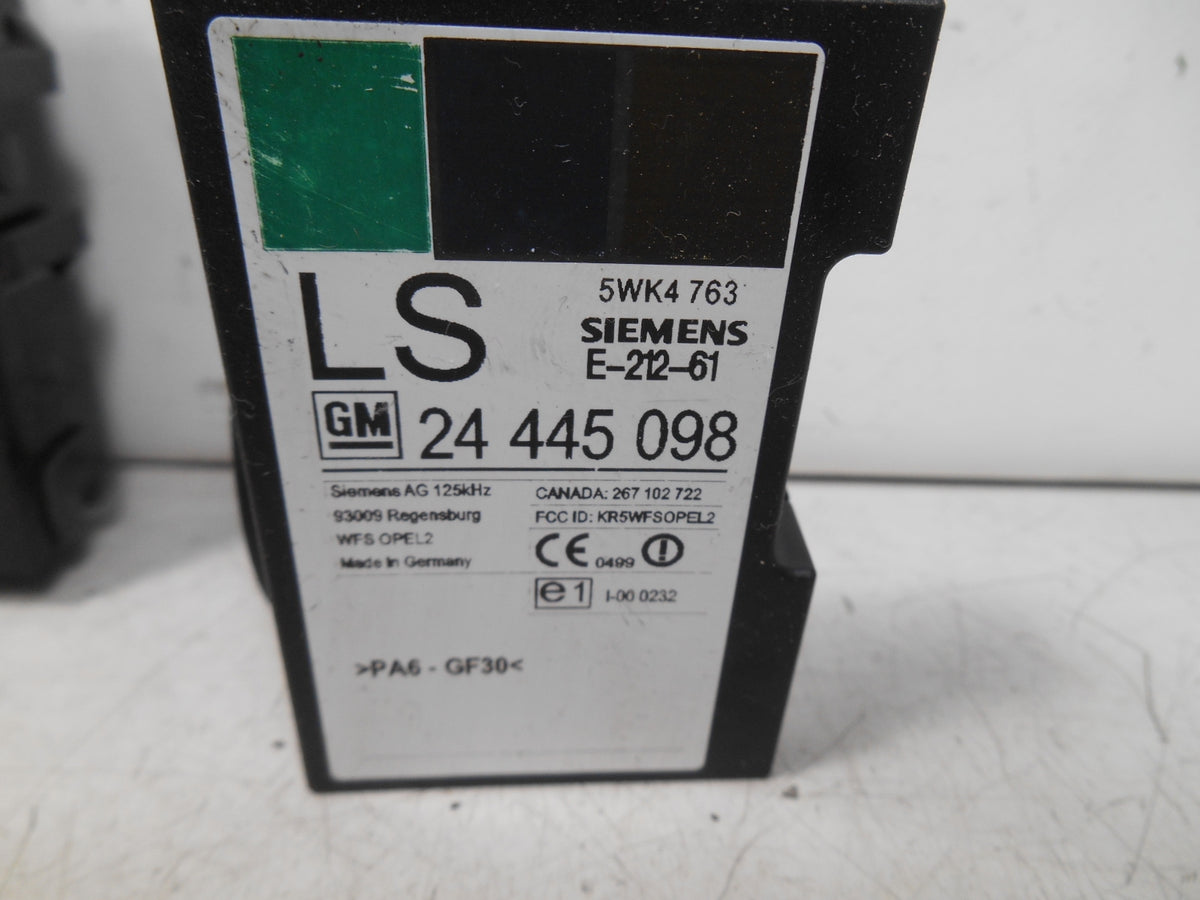 LS
5WK4 763
SIEMENS
E-212-61
GM 24 445 098
Siemens AG 125kHz
93009 Regensburg
WFS OPEL2
Made in Germany
CANADA: 267 102 722
FCC ID: KR5WFSOPEL2
CE 0499
e1 I-00 0232
>PA6 - GF30<